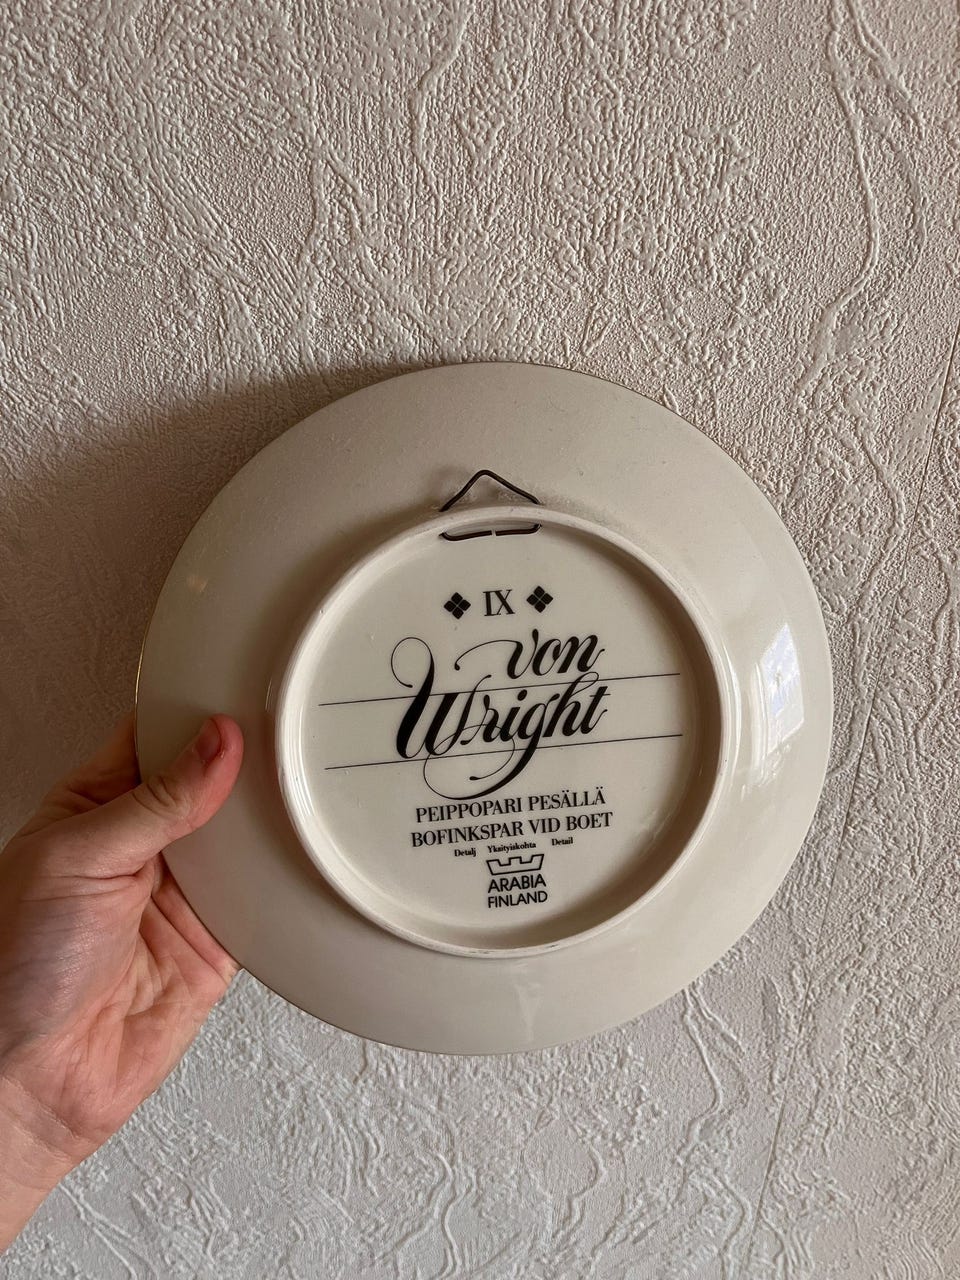 IX
von
Wright
PEIPPOPARI PESÄLLÄ
BOFINKSPAR VID BOET
Detalj Yksityiskohta Detail
ARABIA
FINLAND